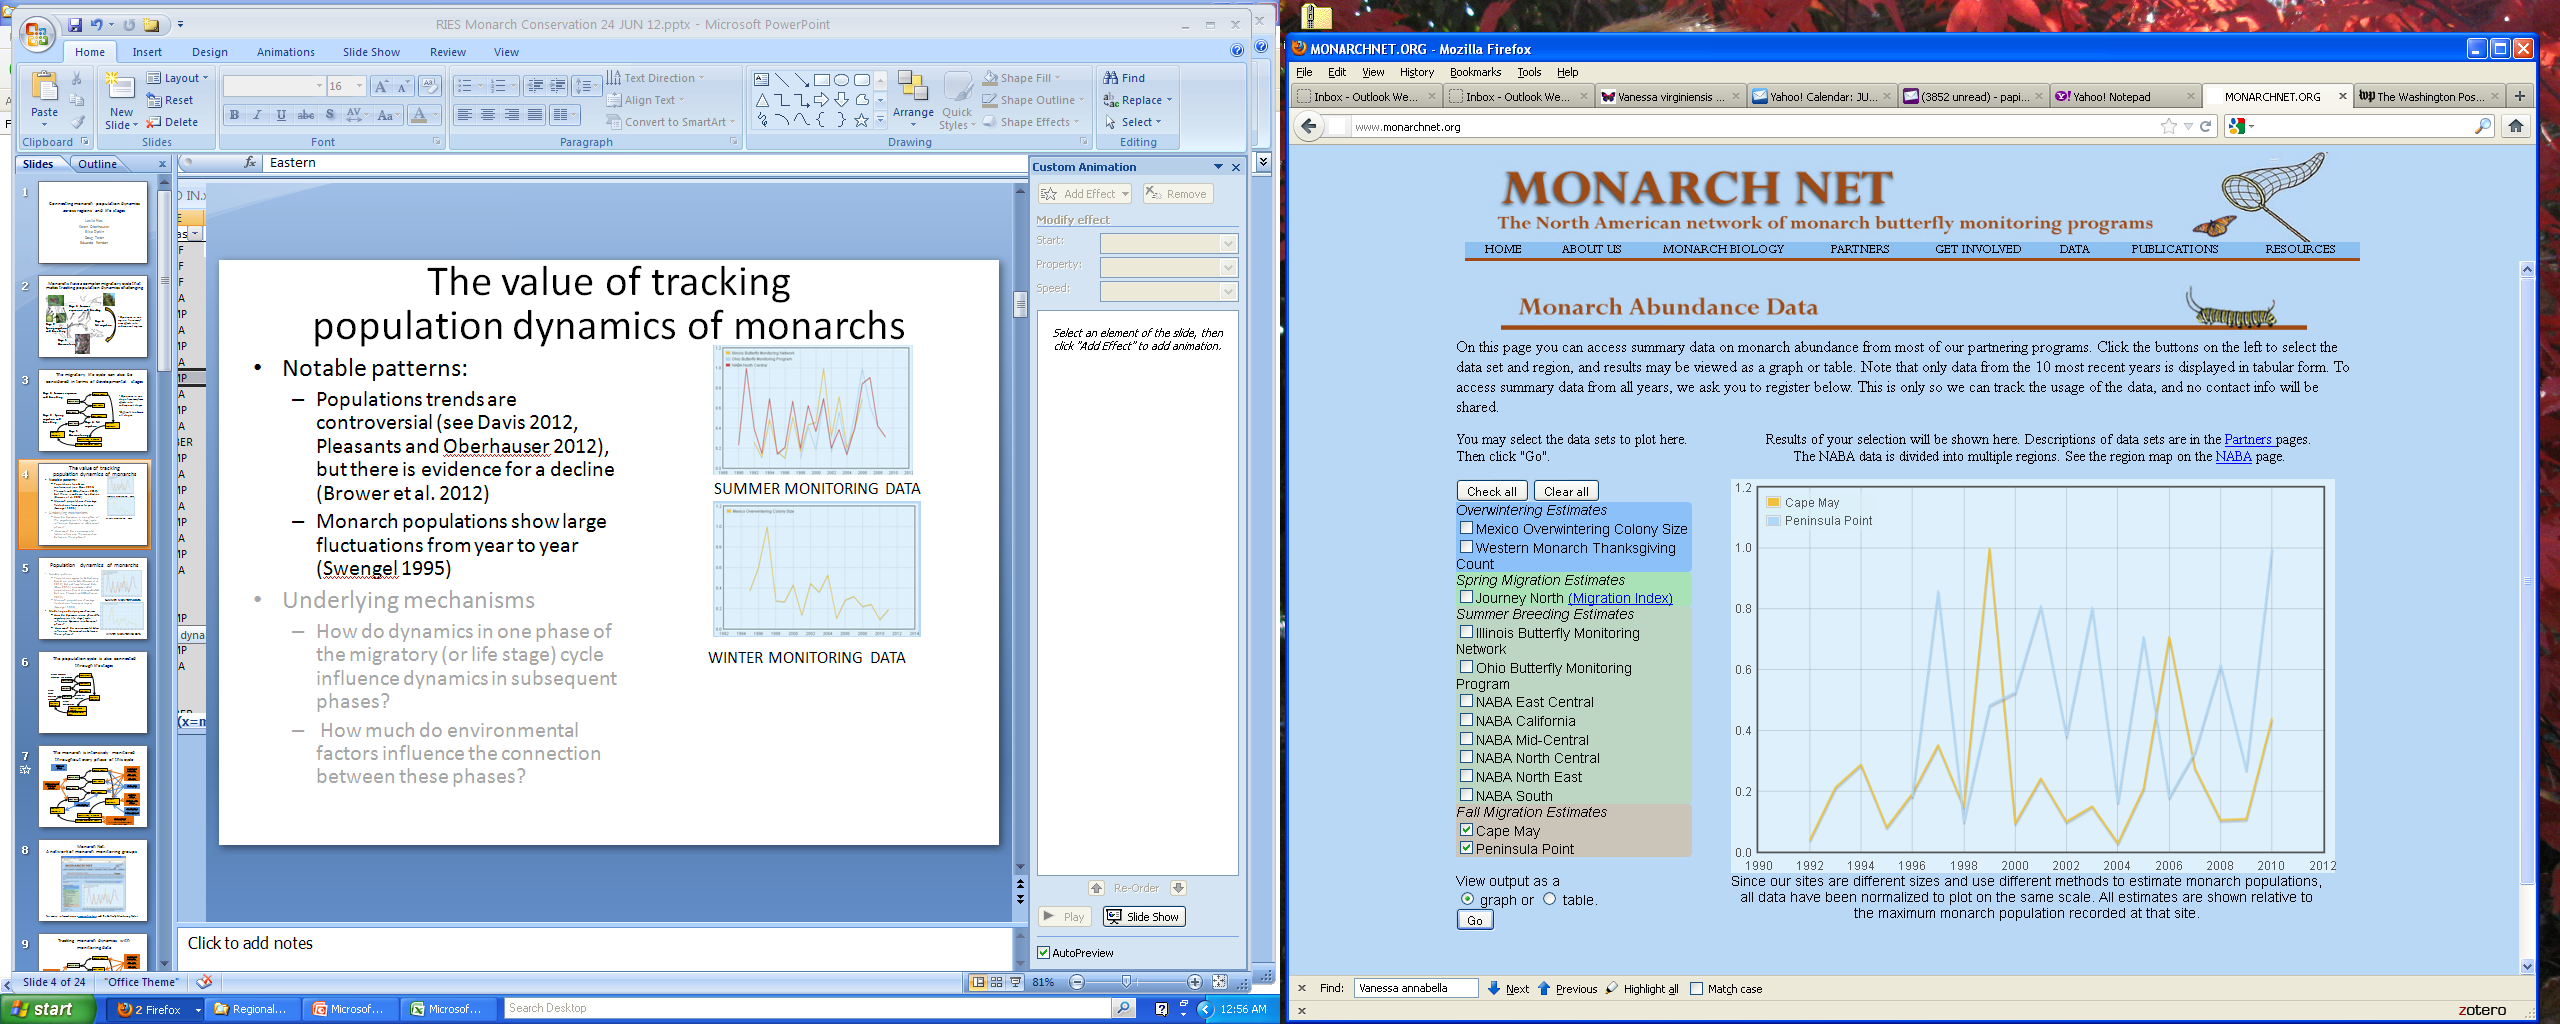 RIES Monarch Conservation 24 JUN 12.pptx - Microsoft PowerPoint
Home Insert Design Animations Slide Show Review View
Paste
Clipboard
New Slide
Layout
Reset
Delete
Slides
16
B I U abc S AV Aa A
Font
Text Direction
Align Text
Convert to SmartArt
Paragraph
Arrange
Quick Styles
Shape Fill
Shape Outline
Shape Effects
Drawing
Find
Replace
Select
Editing
Slides Outline
fx Eastern
1
2
3
4
5
6
7
8
9
The value of tracking
population dynamics of monarchs
• Notable patterns:
– Populations trends are
controversial (see Davis 2012,
Pleasants and Oberhauser 2012),
but there is evidence for a decline
(Brower et al. 2012)
– Monarch populations show large
fluctuations from year to year
(Swengel 1995)
• Underlying mechanisms
– How do dynamics in one phase of
the migratory (or life stage) cycle
influence dynamics in subsequent
phases?
– How much do environmental
factors influence the connection
between these phases?
SUMMER MONITORING DATA
WINTER MONITORING DATA
Custom Animation
Add Effect Remove
Modify effect
Start:
Property:
Speed:
Select an element of the slide, then
click "Add Effect" to add animation.
Re-Order
Play Slide Show
AutoPreview
Click to add notes
Slide 4 of 24 "Office Theme" 81%
start 2 Firefox Regional... Microsof... Microsof... Search Desktop 12:56 AM
MONARCHNET.ORG - Mozilla Firefox
File Edit View History Bookmarks Tools Help
Inbox - Outlook We... Inbox - Outlook We... Vanessa virginiensis ... Yahoo! Calendar: JU... (3852 unread) - papi... Yahoo! Notepad MONARCHNET.ORG The Washington Pos...
www.monarchnet.org
MONARCH NET
The North American network of monarch butterfly monitoring programs
HOME ABOUT US MONARCH BIOLOGY PARTNERS GET INVOLVED DATA PUBLICATIONS RESOURCES
Monarch Abundance Data
On this page you can access summary data on monarch abundance from most of our partnering programs. Click the buttons on the left to select the
data set and region, and results may be viewed as a graph or table. Note that only data from the 10 most recent years is displayed in tabular form. To
access summary data from all years, we ask you to register below. This is only so we can track the usage of the data, and no contact info will be
shared.
You may select the data sets to plot here.
Then click "Go".
Check all Clear all
Overwintering Estimates
Mexico Overwintering Colony Size
Western Monarch Thanksgiving
Count
Spring Migration Estimates
Journey North (Migration Index)
Summer Breeding Estimates
Illinois Butterfly Monitoring
Network
Ohio Butterfly Monitoring
Program
NABA East Central
NABA California
NABA Mid-Central
NABA North Central
NABA North East
NABA South
Fall Migration Estimates
Cape May
Peninsula Point
View output as a
graph or table.
Go
Results of your selection will be shown here. Descriptions of data sets are in the Partners pages.
The NABA data is divided into multiple regions. See the region map on the NABA page.
Cape May
Peninsula Point
1.2
1.0
0.8
0.6
0.4
0.2
0.0
1990 1992 1994 1996 1998 2000 2002 2004 2006 2008 2010 2012
Since our sites are different sizes and use different methods to estimate monarch populations,
all data have been normalized to plot on the same scale. All estimates are shown relative to
the maximum monarch population recorded at that site.
Find: Vanessa annabella Next Previous Highlight all Match case
zotero